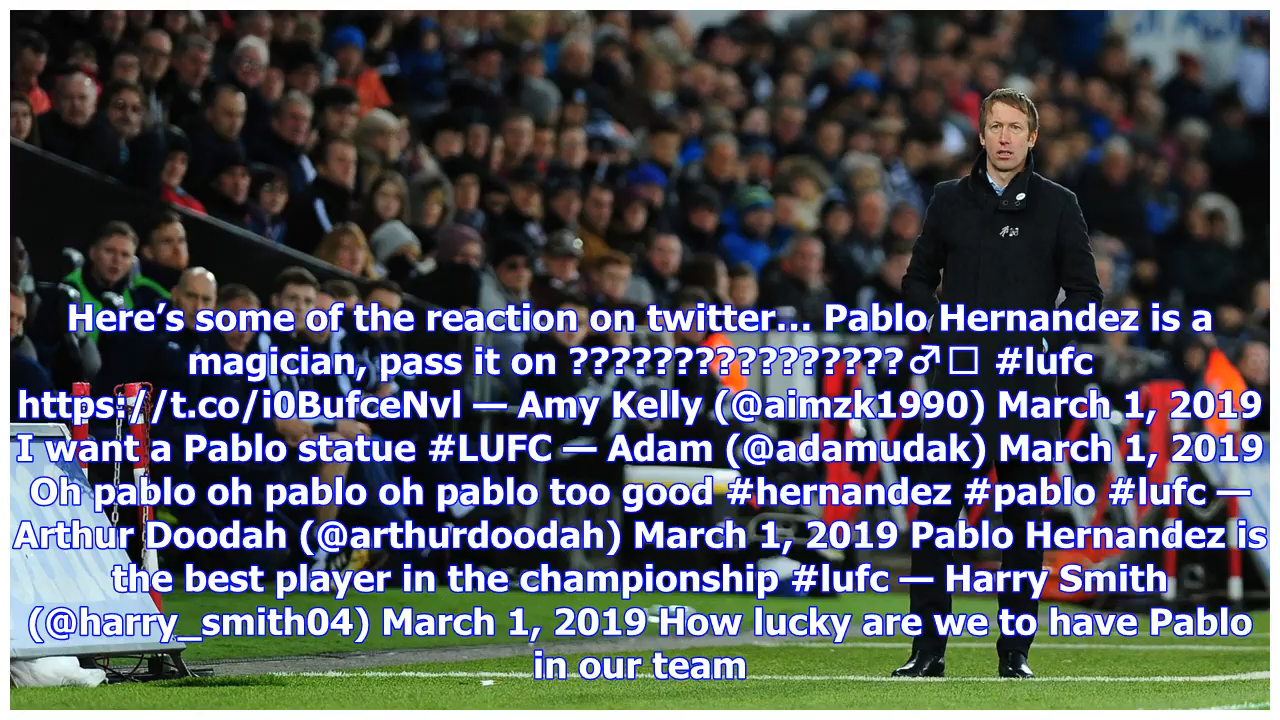 Here’s some of the reaction on twitter… Pablo Hernandez is a
magician, pass it on ????????????????♂□ #lufc
https://t.co/i0BufceNvl — Amy Kelly (@aimzk1990) March 1, 2019
I want a Pablo statue #LUFC — Adam (@adamudak) March 1, 2019
Oh pablo oh pablo oh pablo too good #hernandez #pablo #lufc —
Arthur Doodah (@arthurdoodah) March 1, 2019 Pablo Hernandez is
the best player in the championship #lufc — Harry Smith
(@harry_smith04) March 1, 2019 How lucky are we to have Pablo
in our team